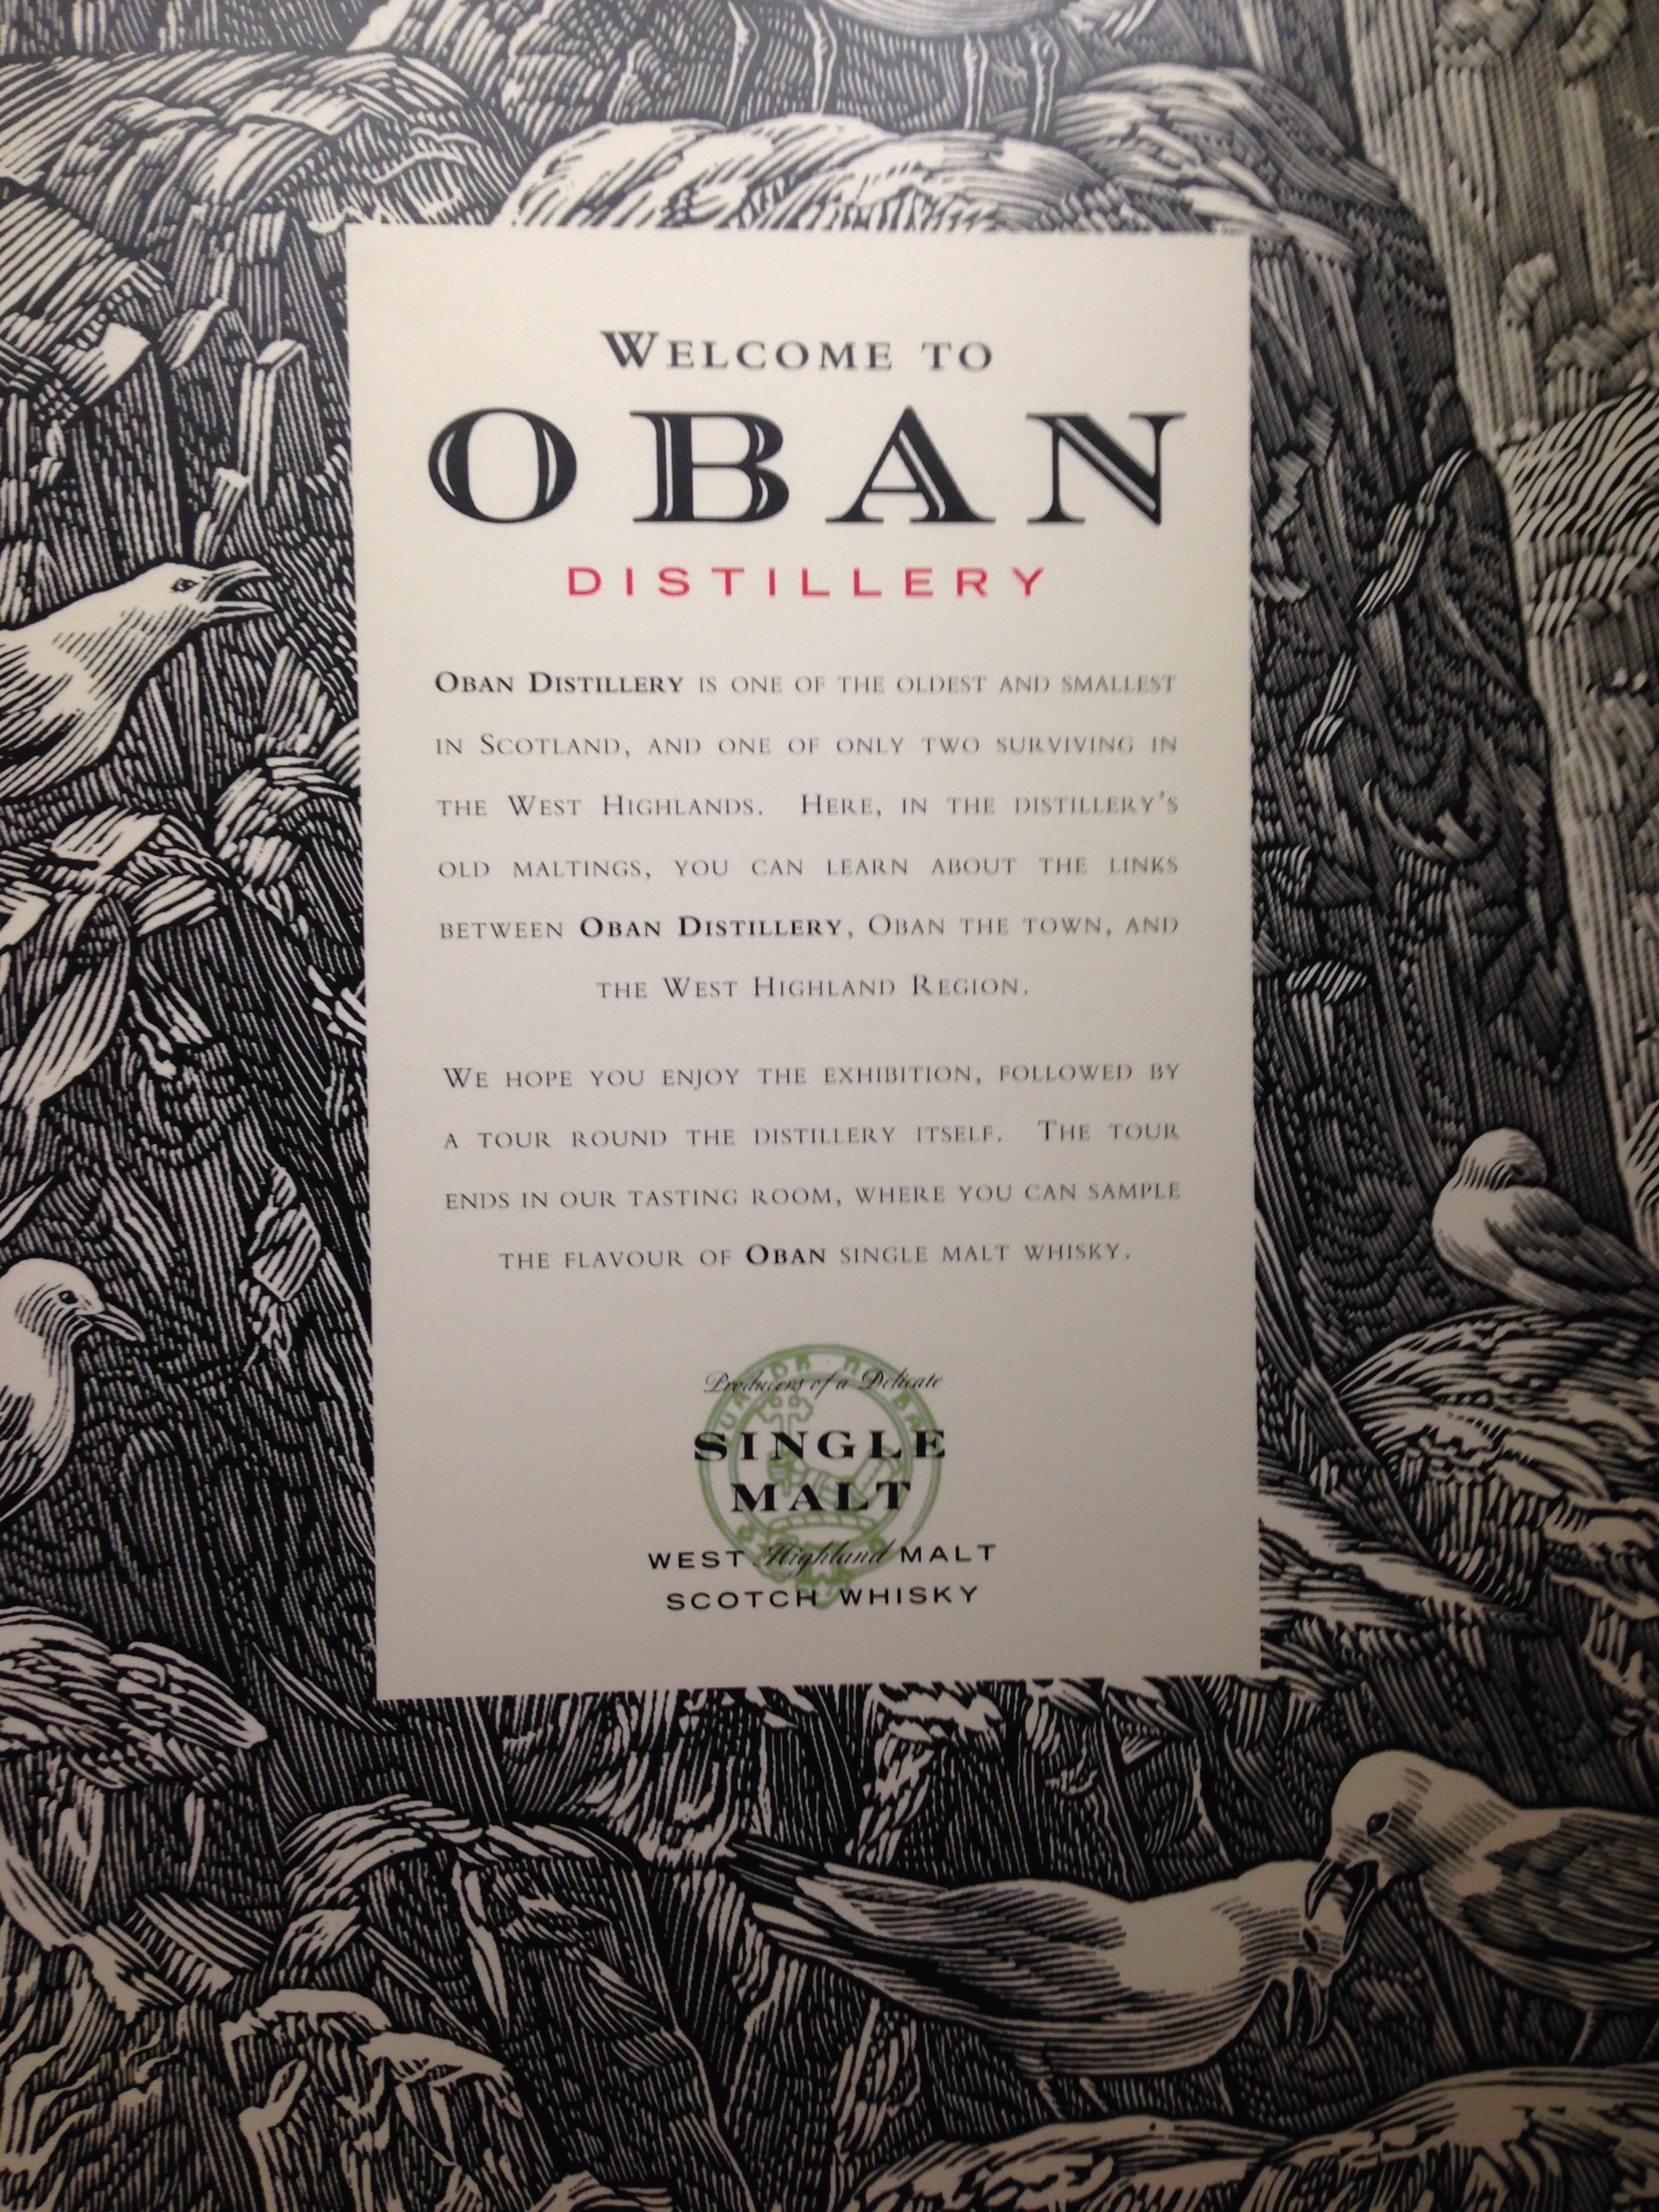 WELCOME TO
OBAN
DISTILLERY
OBAN DISTILLERY IS ONE OF THE OLDEST AND SMALLEST
IN SCOTLAND, AND ONE OF ONLY TWO SURVIVING IN
THE WEST HIGHLANDS. HERE, IN THE DISTILLERY'S
OLD MALTINGS, YOU CAN LEARN ABOUT THE LINKS
BETWEEN OBAN DISTILLERY, OBAN THE TOWN, AND
THE WEST HIGHLAND REGION.
WE HOPE YOU ENJOY THE EXHIBITION, FOLLOWED BY
A TOUR ROUND THE DISTILLERY ITSELF. THE TOUR
ENDS IN OUR TASTING ROOM, WHERE YOU CAN SAMPLE
THE FLAVOUR OF OBAN SINGLE MALT WHISKY.
Producers of a Delicate
SINGLE
MALT
WEST Highland MALT
SCOTCH WHISKY